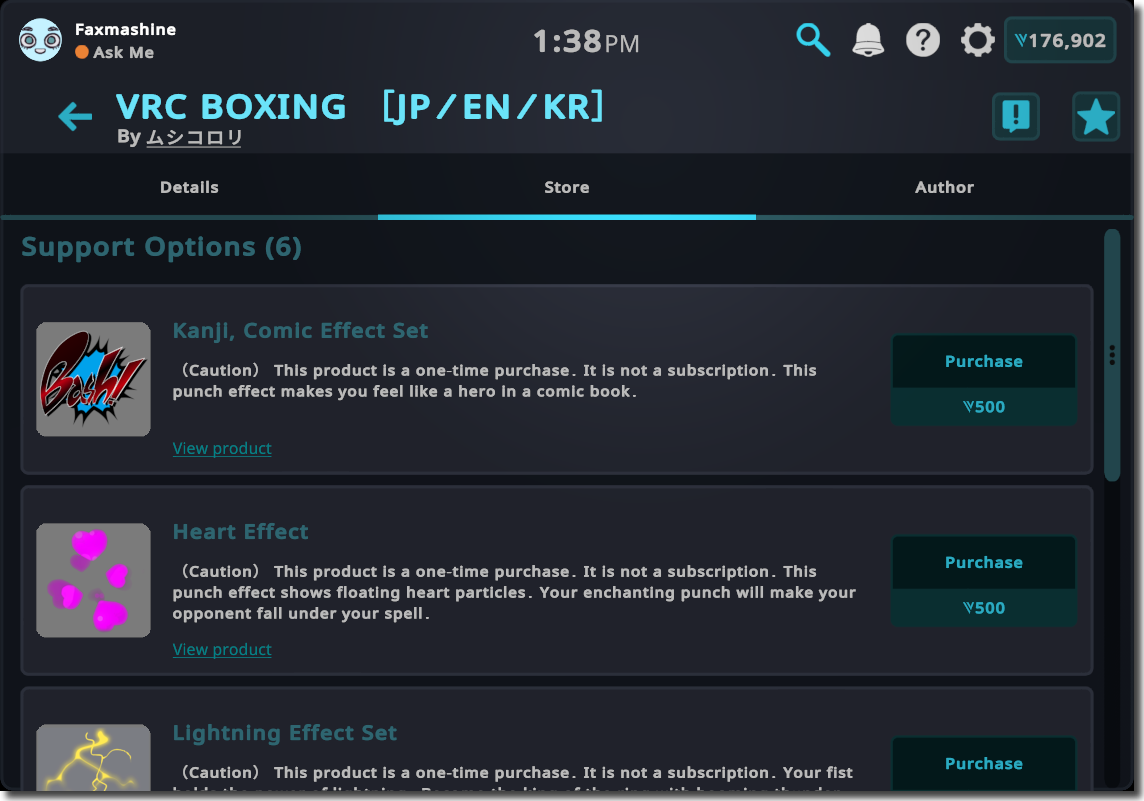 Faxmashine
Ask Me
1:38PM
176,902
VRC BOXING ［JP／EN／KR］
By ムシコロリ
Details
Store
Author
Support Options (6)
Bash!
Kanji, Comic Effect Set
（Caution） This product is a one-time purchase. It is not a subscription. This
punch effect makes you feel like a hero in a comic book.
View product
Purchase
500
Heart Effect
（Caution） This product is a one-time purchase. It is not a subscription. This
punch effect shows floating heart particles. Your enchanting punch will make your
opponent fall under your spell.
View product
Purchase
500
Lightning Effect Set
（Caution） This product is a one-time purchase. It is not a subscription. Your fist
Purchase